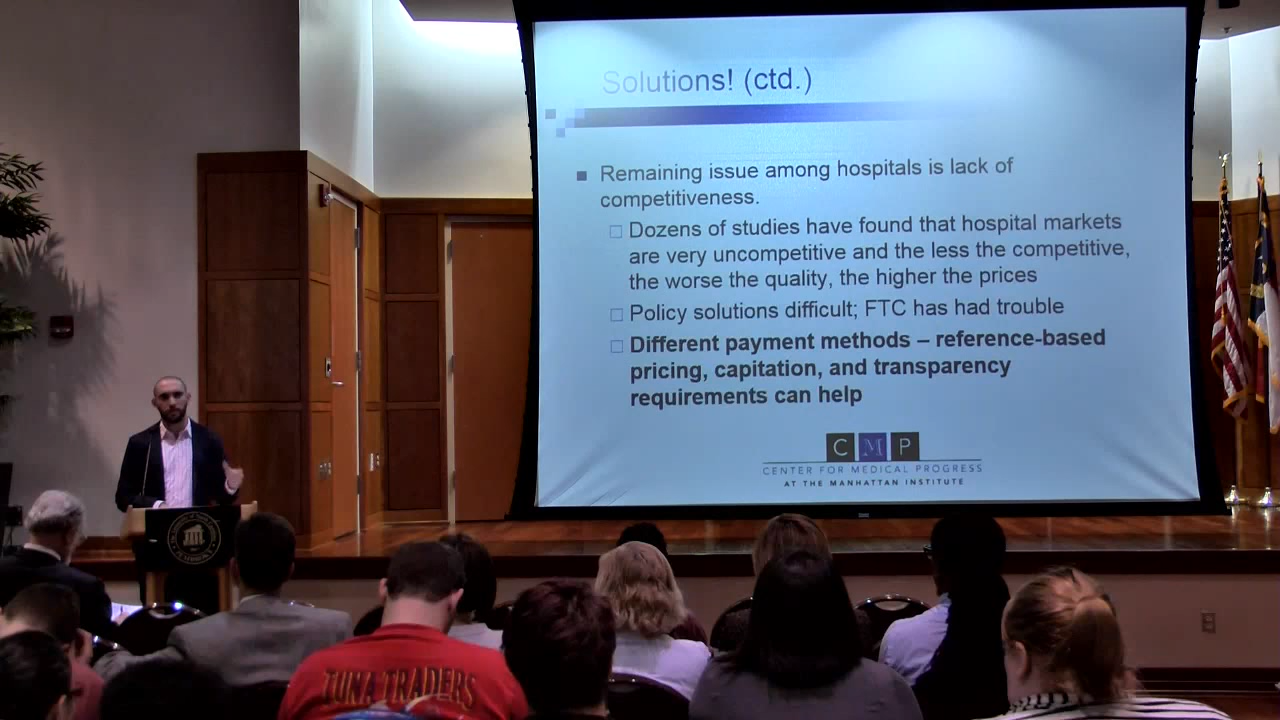 Solutions! (ctd.)
Remaining issue among hospitals is lack of
competitiveness.
Dozens of studies have found that hospital markets
are very uncompetitive and the less the competitive,
the worse the quality, the higher the prices
Policy solutions difficult; FTC has had trouble
Different payment methods – reference-based
pricing, capitation, and transparency
requirements can help
CMP
CENTER FOR MEDICAL PROGRESS
AT THE MANHATTAN INSTITUTE
TUNA TRADERS